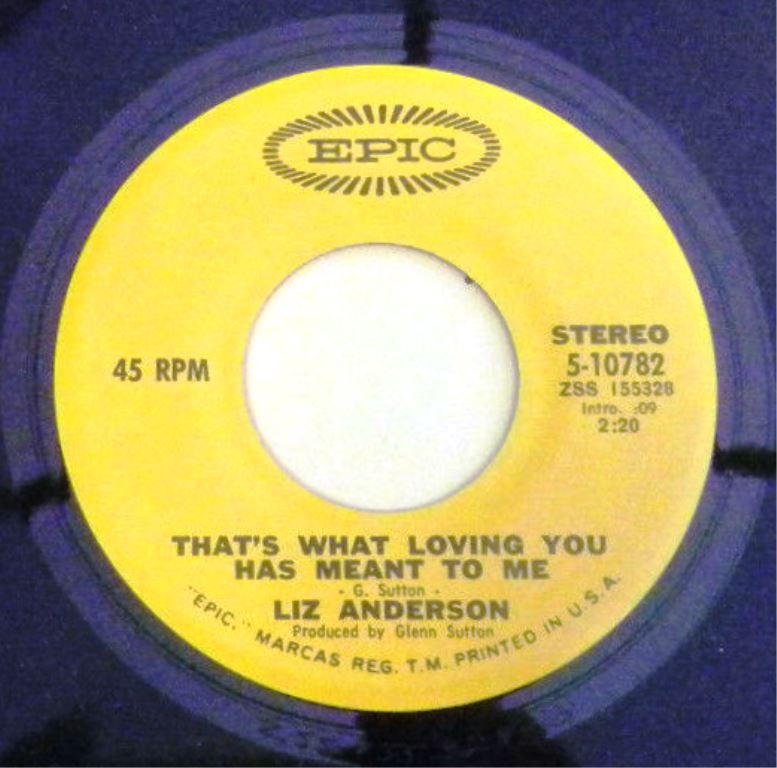 EPIC
45 RPM
STEREO
5-10782
ZSS 155328
Intro. :09
2:20
THAT'S WHAT LOVING YOU
HAS MEANT TO ME
- G. Sutton -
LIZ ANDERSON
Produced by Glenn Sutton
"EPIC," MARCAS REG. T.M. PRINTED IN U.S.A.